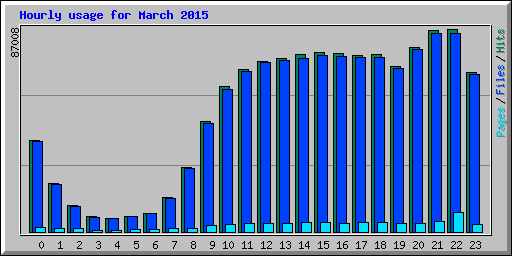 Hourly usage for March 2015
87008
Pages/Files/Hits
0 1 2 3 4 5 6 7 8 9 10 11 12 13 14 15 16 17 18 19 20 21 22 23